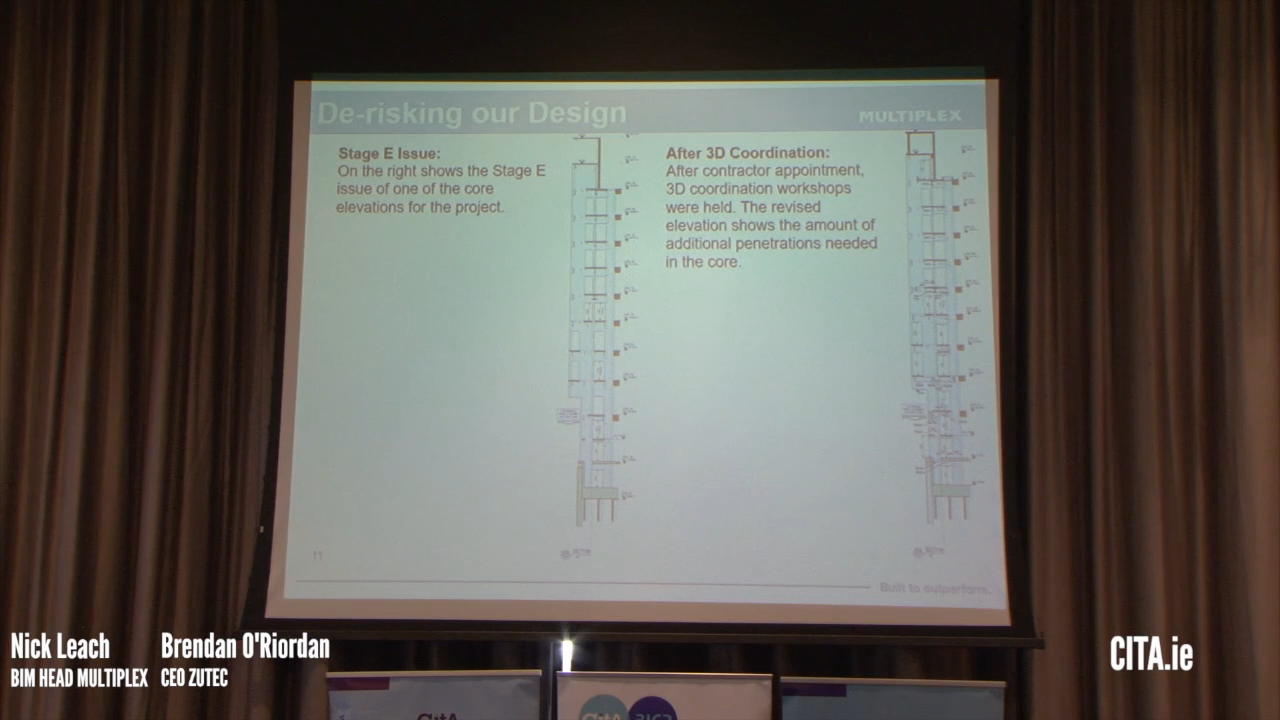 De-risking our Design
MULTIPLEX
Stage E Issue:
On the right shows the Stage E
issue of one of the core
elevations for the project.
After 3D Coordination:
After contractor appointment,
3D coordination workshops
were held. The revised
elevation shows the amount of
additional penetrations needed
in the core.
11
Built to outperform.
Nick Leach
BIM HEAD MULTIPLEX
Brendan O'Riordan
CEO ZUTEC
CITA.ie
CitA
CitA